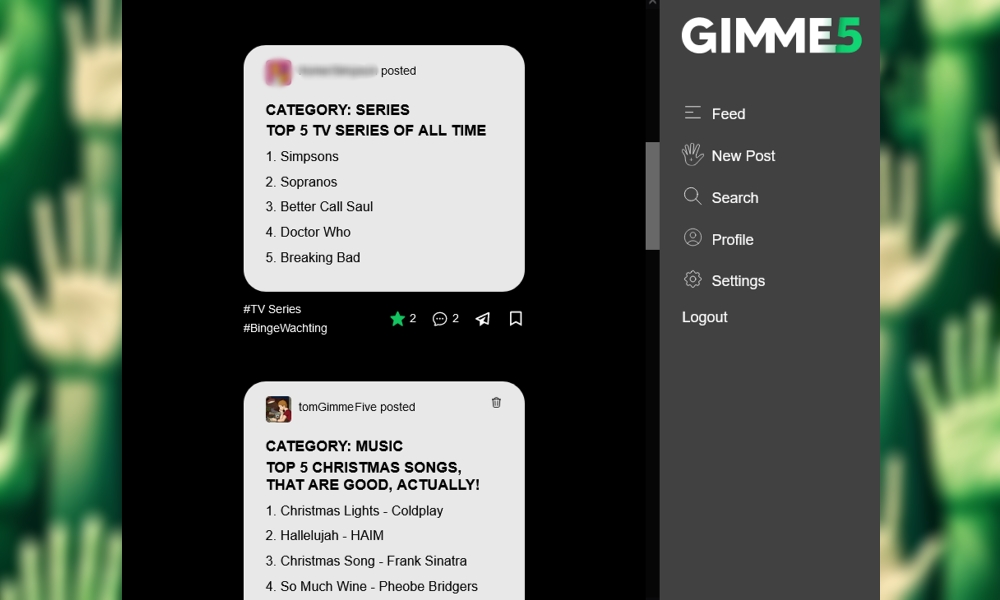 posted
CATEGORY: SERIES
TOP 5 TV SERIES OF ALL TIME
1. Simpsons
2. Sopranos
3. Better Call Saul
4. Doctor Who
5. Breaking Bad
#TV Series
#BingeWachting
2
2
tomGimmeFive posted
CATEGORY: MUSIC
TOP 5 CHRISTMAS SONGS,
THAT ARE GOOD, ACTUALLY!
1. Christmas Lights - Coldplay
2. Hallelujah - HAIM
3. Christmas Song - Frank Sinatra
4. So Much Wine - Pheobe Bridgers
GIMME5
Feed
New Post
Search
Profile
Settings
Logout